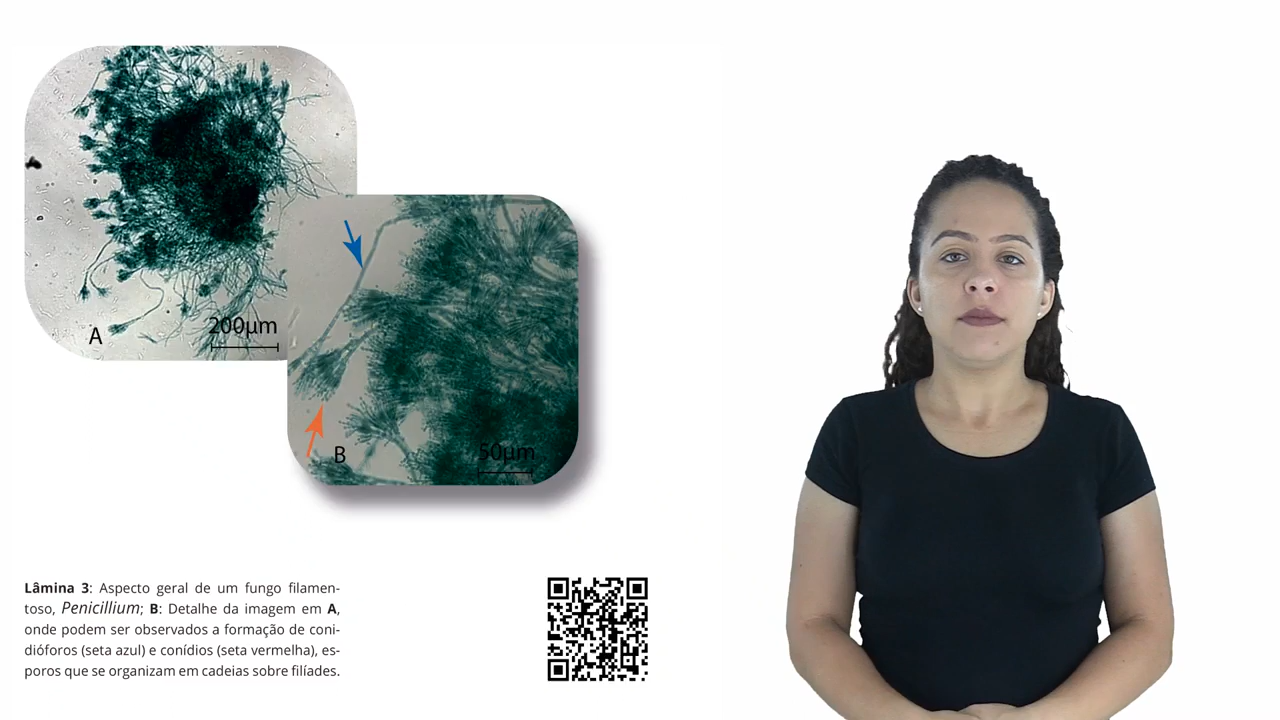 200µm
A
50µm
B
Lâmina 3: Aspecto geral de um fungo filamen-
toso, Penicillium; B: Detalhe da imagem em A,
onde podem ser observados a formação de coni-
dióforos (seta azul) e conídios (seta vermelha), es-
poros que se organizam em cadeias sobre filíades.